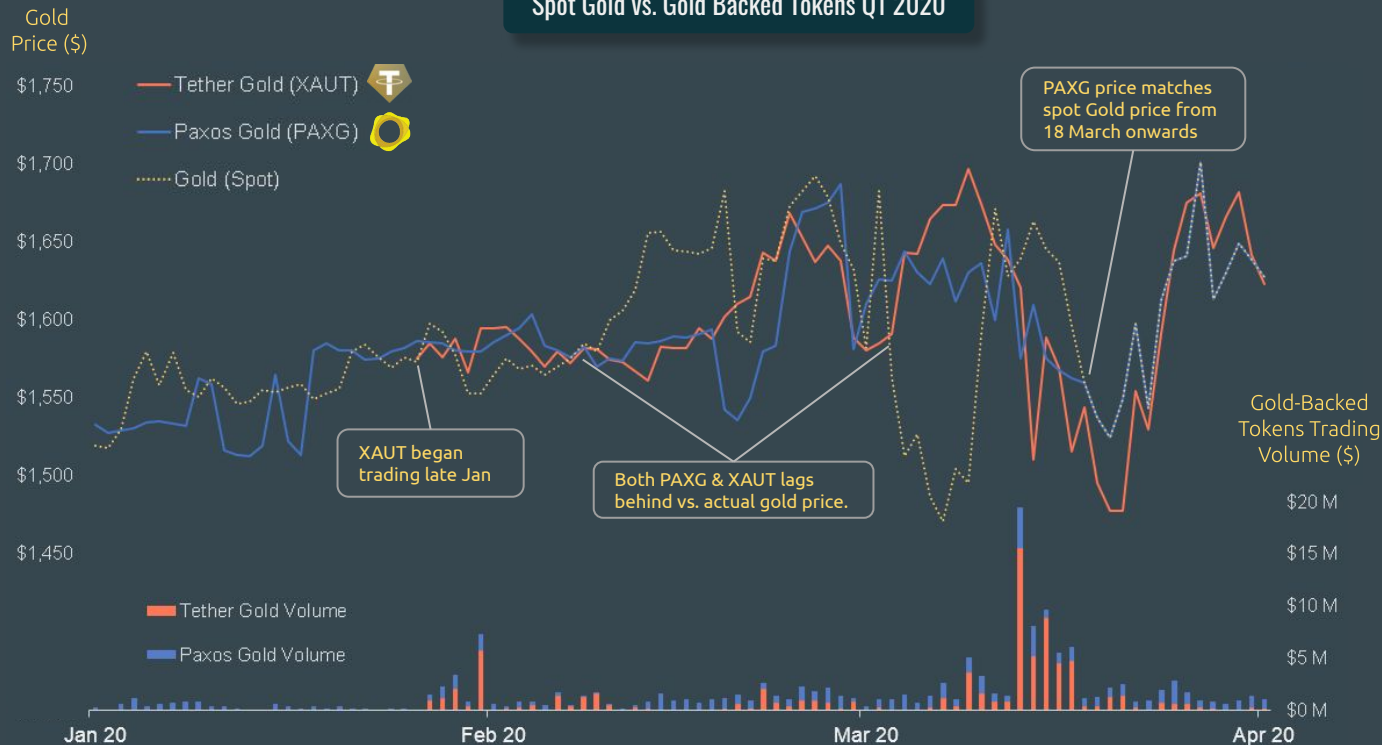 Spot Gold vs. Gold Backed Tokens Q1 2020
Gold
Price ($)
$1,750
$1,700
$1,650
$1,600
$1,550
$1,500
$1,450
Tether Gold (XAUT)
Paxos Gold (PAXG)
Gold (Spot)
PAXG price matches
spot Gold price from
18 March onwards
XAUT began
trading late Jan
Both PAXG & XAUT lags
behind vs. actual gold price.
Gold-Backed
Tokens Trading
Volume ($)
$20 M
$15 M
$10 M
$5 M
$0 M
Tether Gold Volume
Paxos Gold Volume
Jan 20
Feb 20
Mar 20
Apr 20